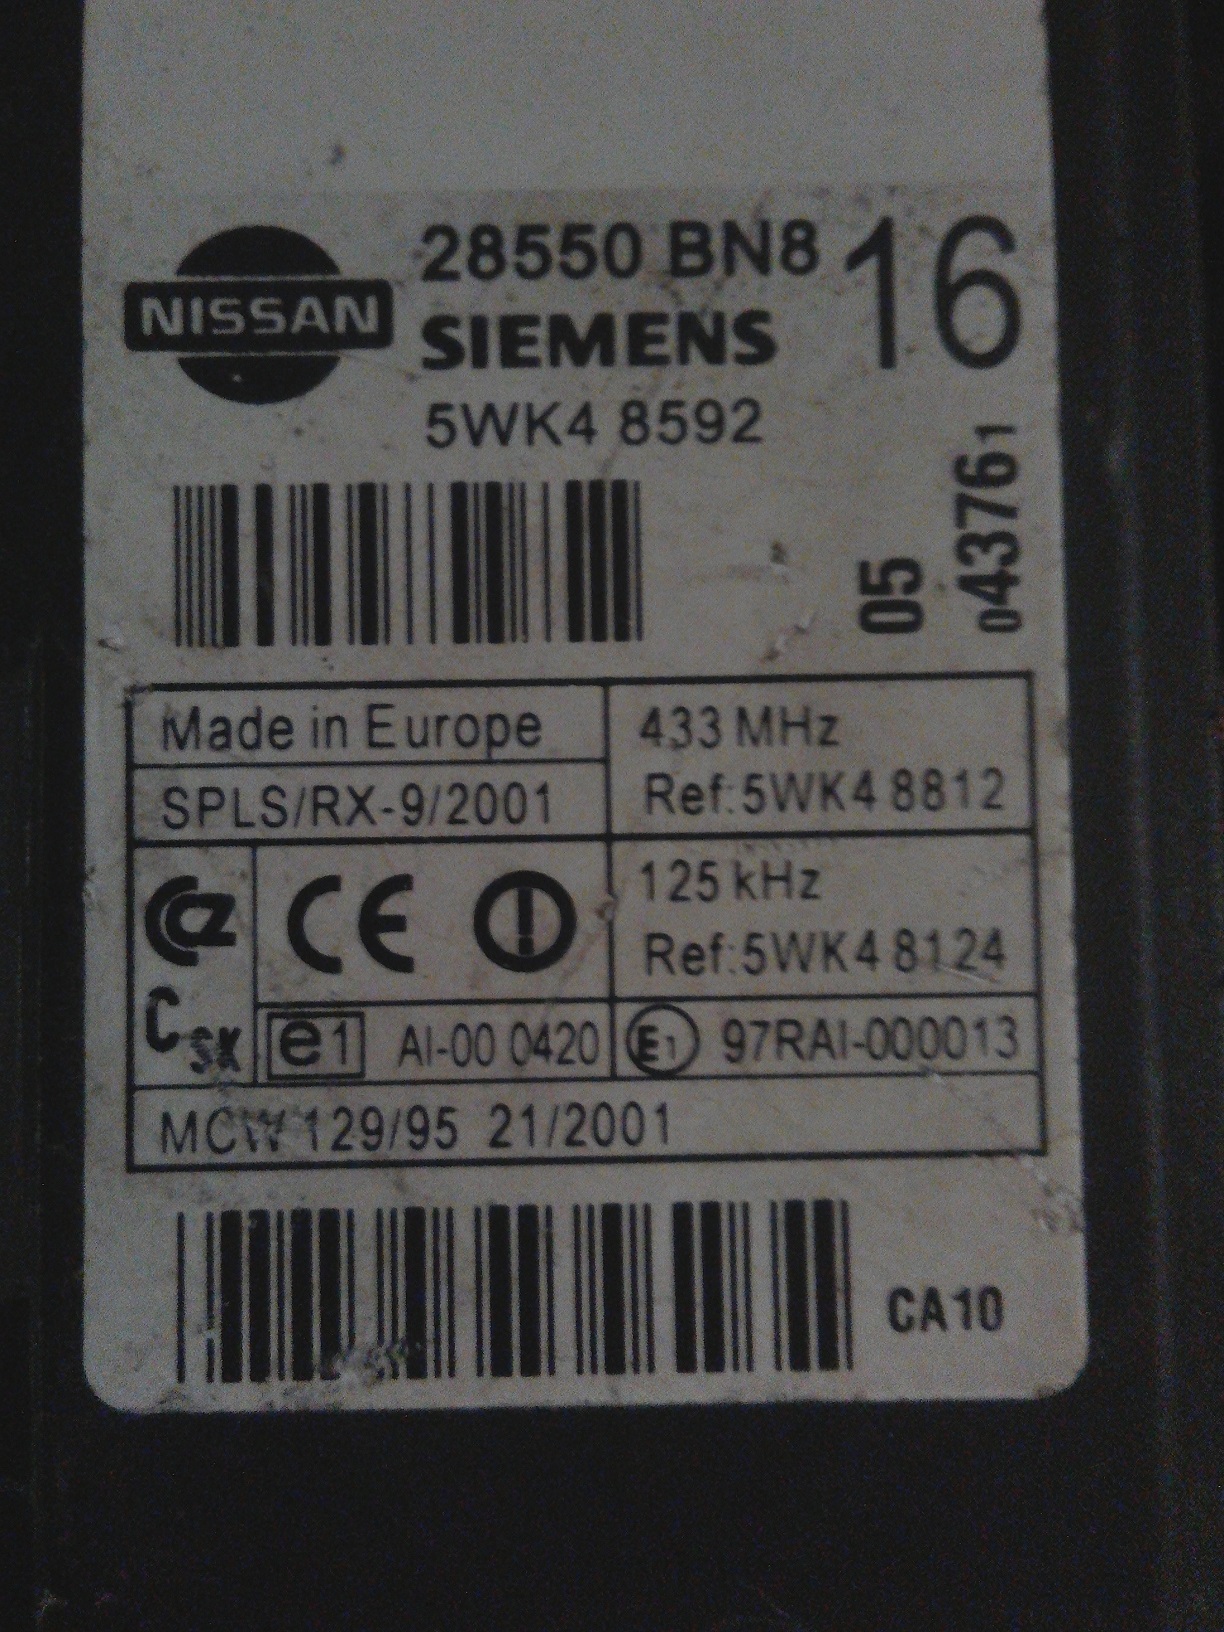 NISSAN
28550 BN8 16
SIEMENS
5WK4 8592
05
043761
Made in Europe
SPLS/RX-9/2001
433 MHz
Ref:5WK4 8812
125 kHz
Ref:5WK4 8124
CE
C SK
e1 AI-00 0420
E1 97RAI-000013
MCW 129/95 21/2001
CA10